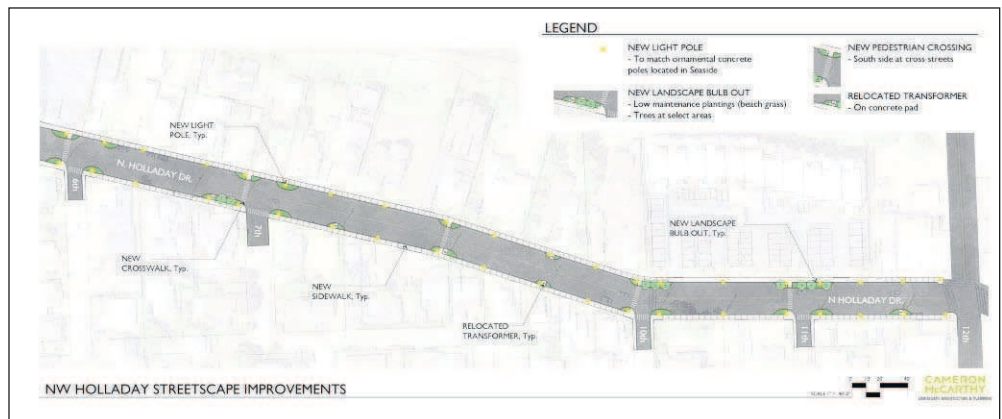 LEGEND
NEW LIGHT POLE
- To match ornamental concrete
poles located in Seaside
NEW LANDSCAPE BULB OUT
- Low maintenance plantings (beach grass)
- Trees at select areas
NEW PEDESTRIAN CROSSING
- South side at cross streets
RELOCATED TRANSFORMER
- On concrete pad
NEW LIGHT
POLE, Typ.
N. HOLLADAY DR.
6th
7th
NEW
CROSSWALK, Typ.
NEW
SIDEWALK, Typ.
RELOCATED
TRANSFORMER, Typ.
NEW LANDSCAPE
BULB OUT, Typ.
N HOLLADAY DR.
10th
11th
12th
NW HOLLADAY STREETSCAPE IMPROVEMENTS
CAMERON
McCARTHY
LANDSCAPE ARCHITECTURE & PLANNING